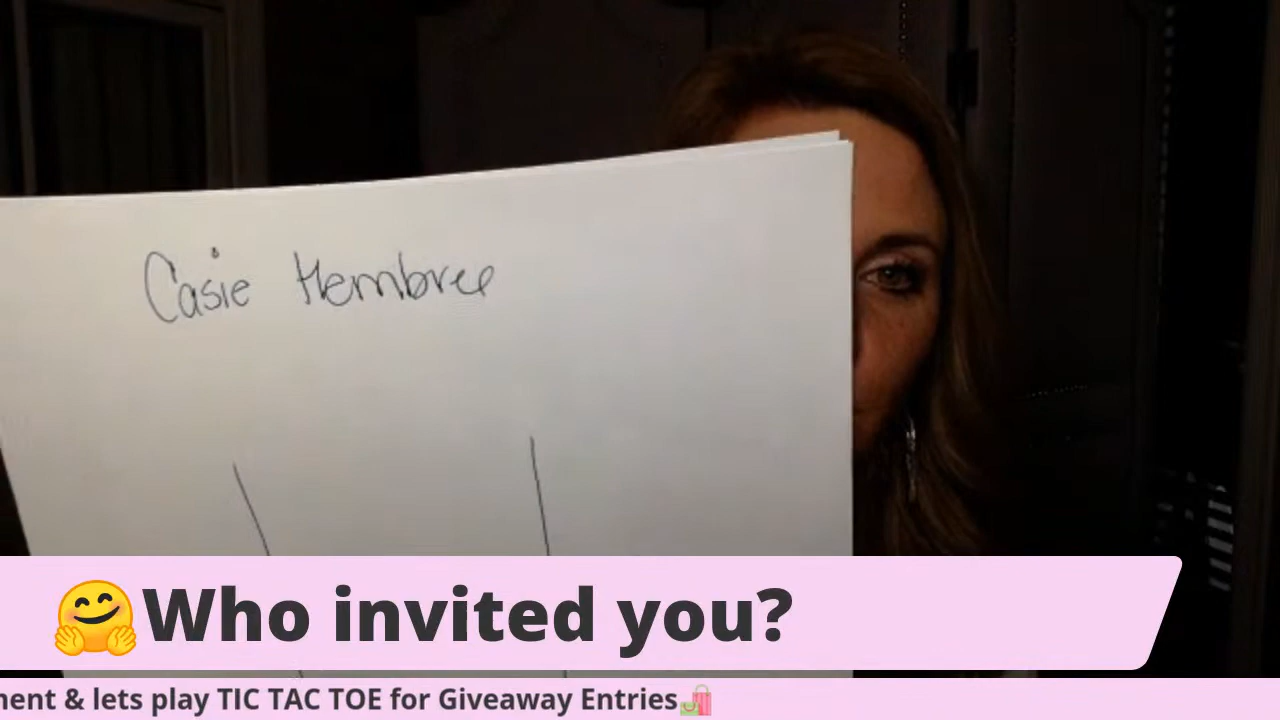 Casie Hembree
🤗Who invited you?
ment & lets play TIC TAC TOE for Giveaway Entries🛍️